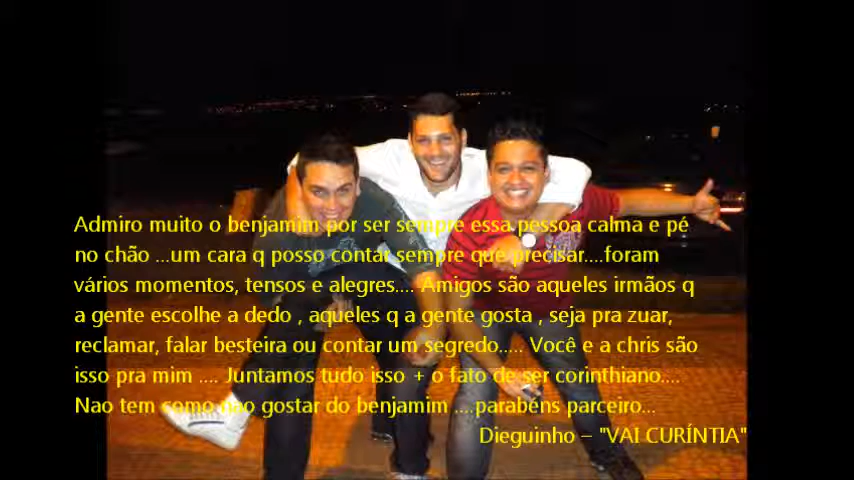 Admiro muito o benjamim por ser sempre essa pessoa calma e pé
no chão ...um cara q posso contar sempre que precisar....foram
vários momentos, tensos e alegres.... Amigos são aqueles irmãos q
a gente escolhe a dedo , aqueles q a gente gosta , seja pra zuar,
reclamar, falar besteira ou contar um segredo..... Você e a chris são
isso pra mim .... Juntamos tudo isso + o fato de ser corinthiano....
Nao tem como nao gostar do benjamim ....parabéns parceiro...
Dieguinho – "VAI CURÍNTIA"